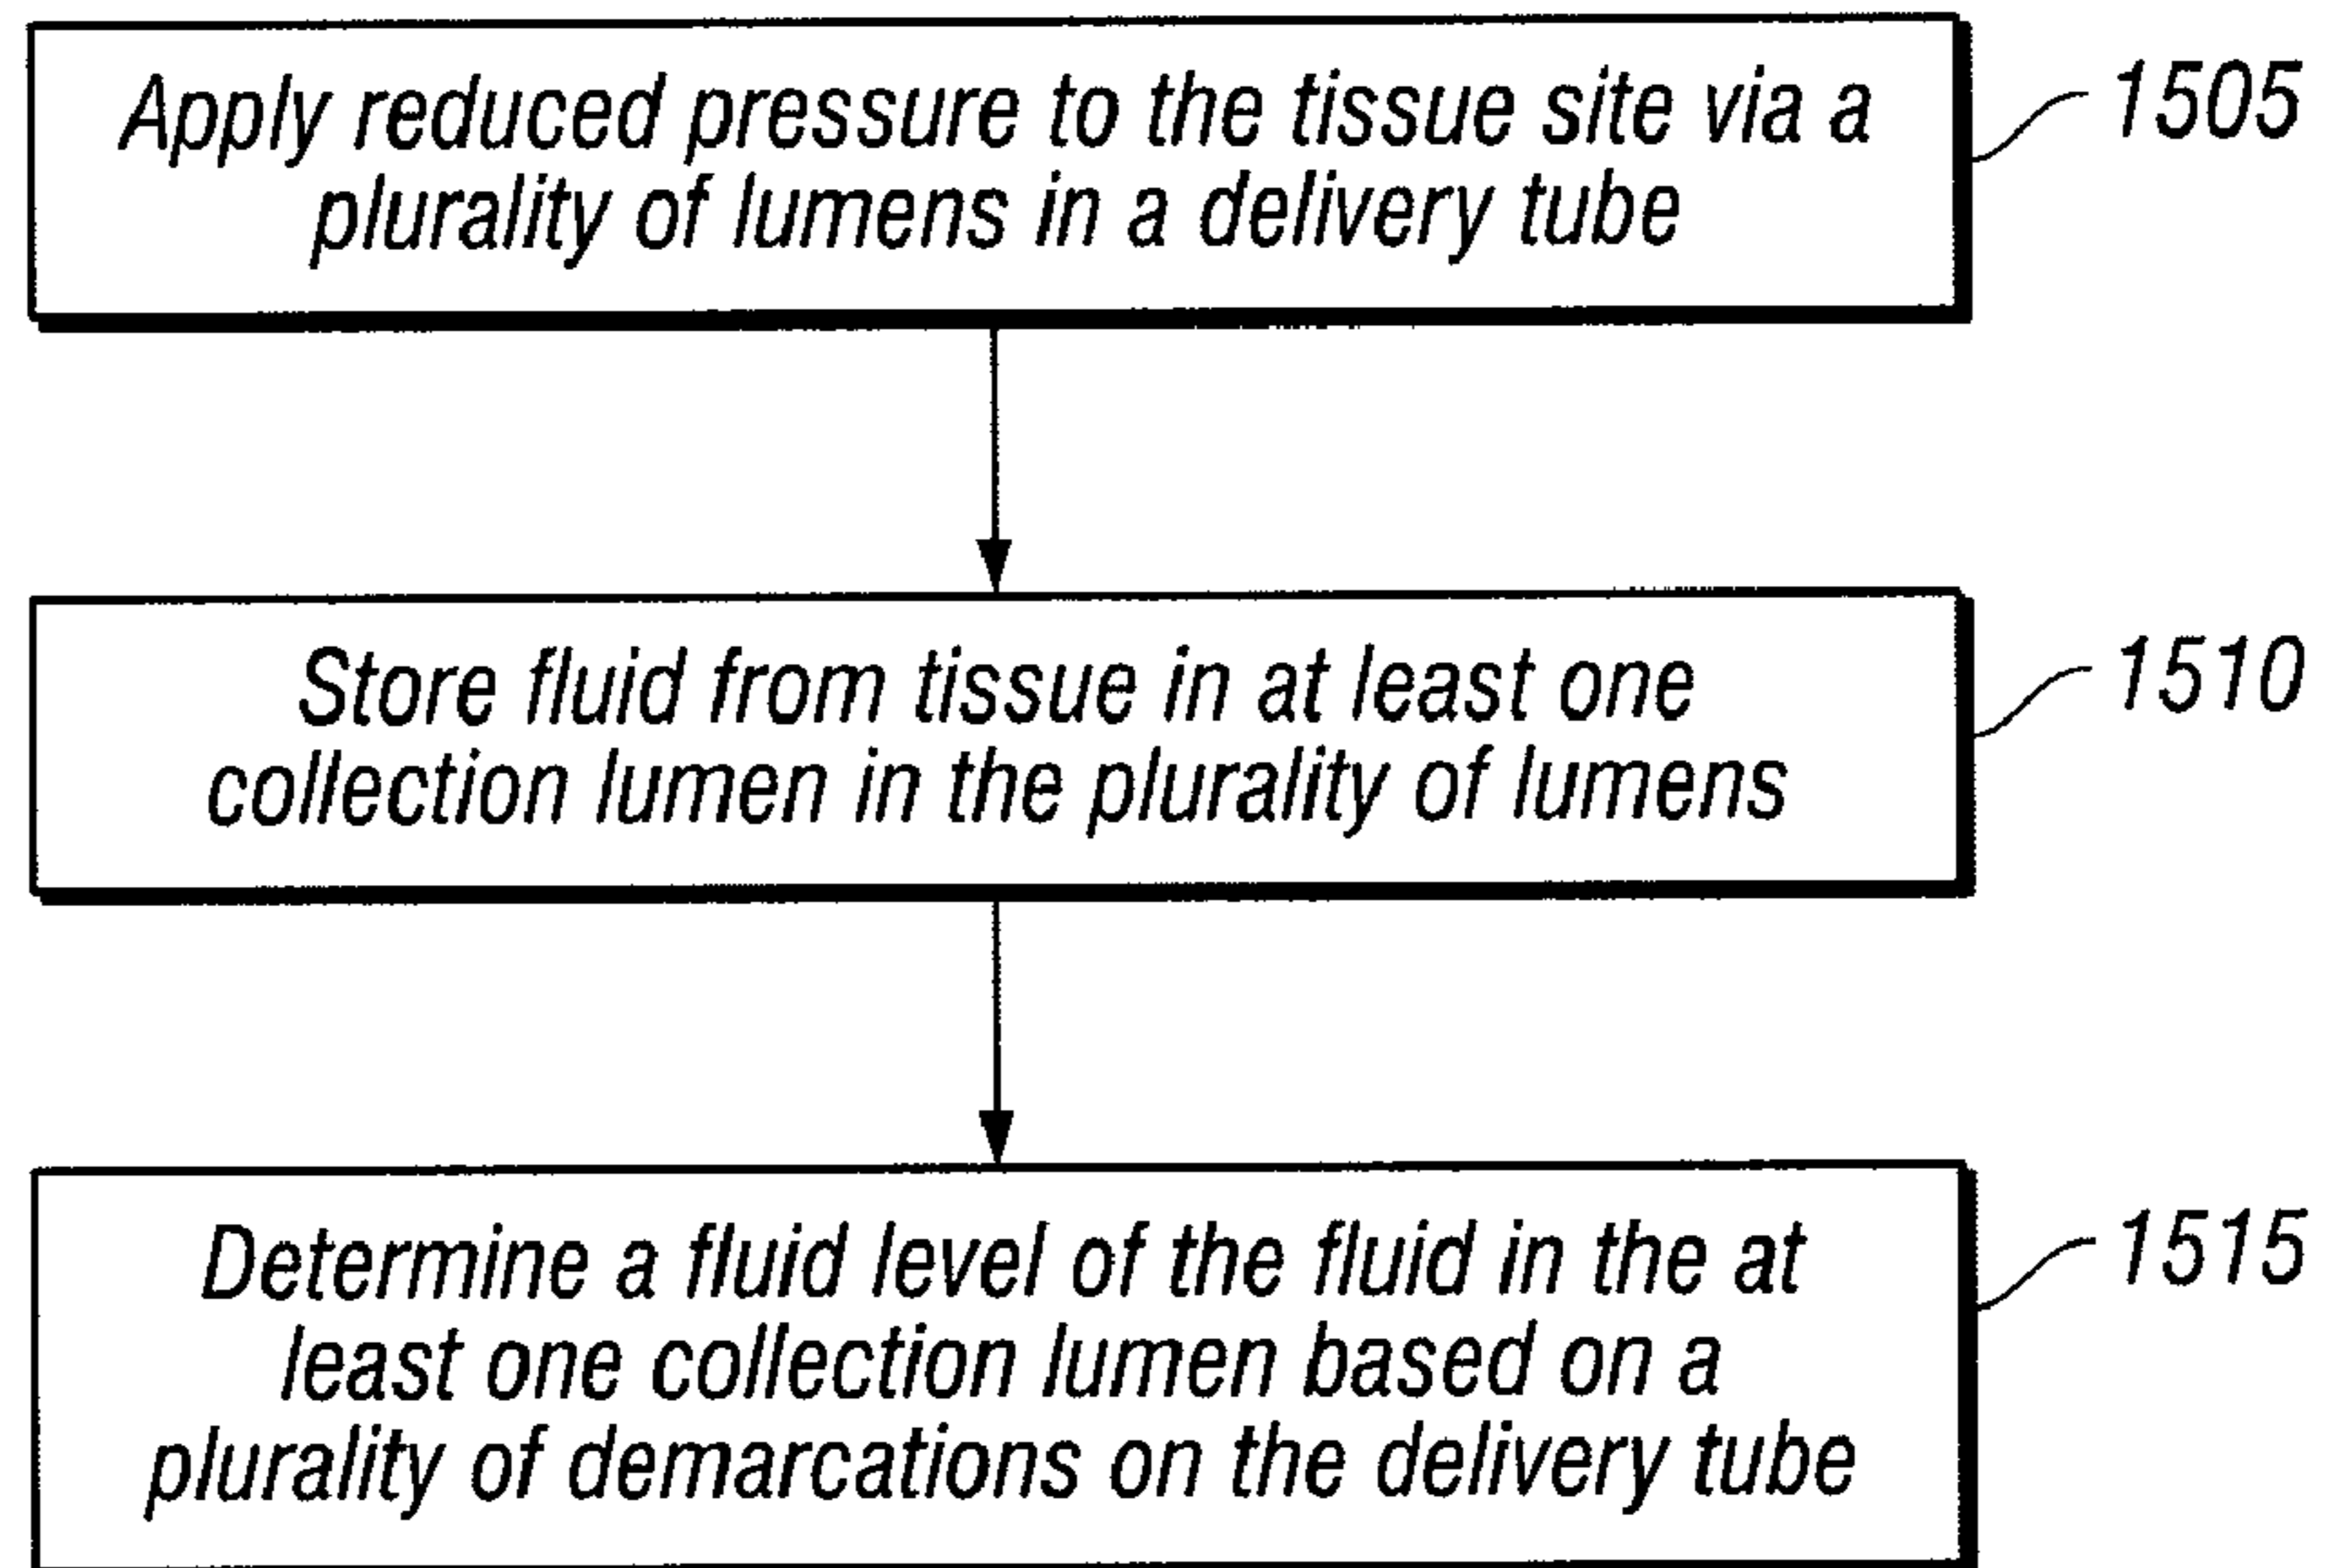 Apply reduced pressure to the tissue site via a
plurality of lumens in a delivery tube
1505
Store fluid from tissue in at least one
collection lumen in the plurality of lumens
1510
Determine a fluid level of the fluid in the at
least one collection lumen based on a
plurality of demarcations on the delivery tube
1515